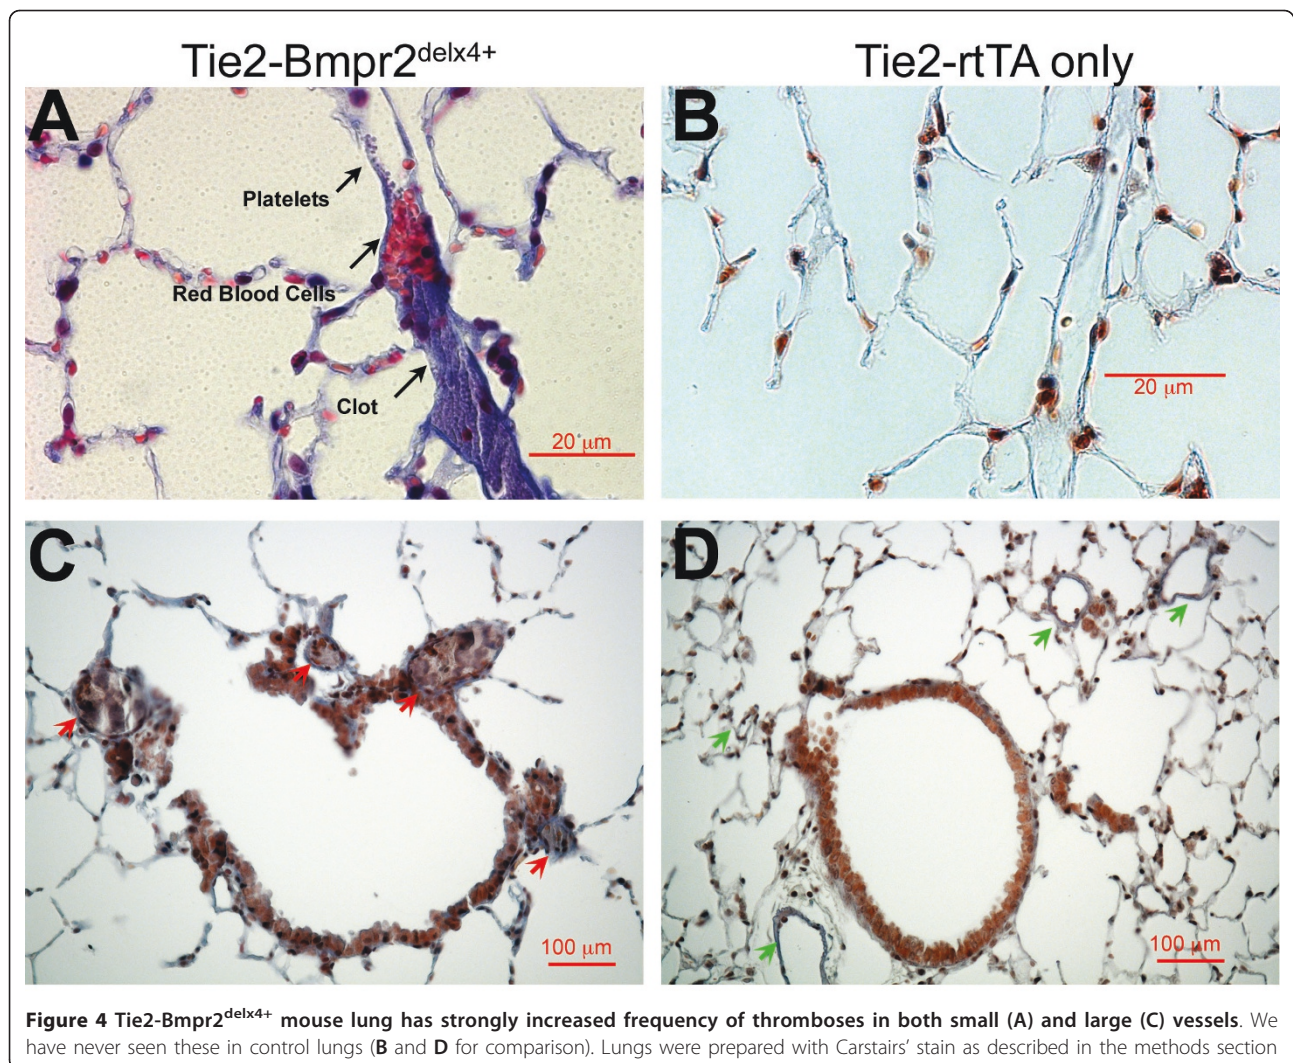 Tie2-Bmpr2delx4+
Tie2-rtTA only
A
B
Platelets
Red Blood Cells
Clot
20 μm
20 μm
C
D
100 μm
100 μm
Figure 4 Tie2-Bmpr2delx4+ mouse lung has strongly increased frequency of thromboses in both small (A) and large (C) vessels. We
have never seen these in control lungs (B and D for comparison). Lungs were prepared with Carstairs’ stain as described in the methods section